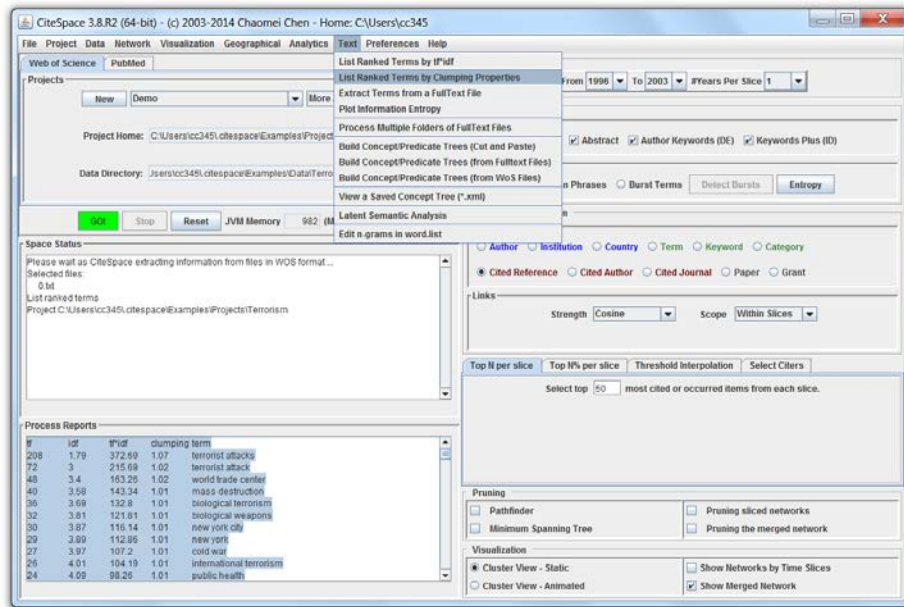 CiteSpace 3.8.R2 (64-bit) - (c) 2003-2014 Chaomei Chen - Home: C:\Users\cc345
File Project Data Network Visualization Geographical Analytics Text Preferences Help
Web of Science PubMed
Projects
New Demo More
Project Home: C:\Users\cc345\.citespace\Examples\Project
Data Directory: Jsers\cc345\.citespace\Examples\Data\Terro
GO! Stop Reset JVM Memory 982 (M
List Ranked Terms by tf*idf
List Ranked Terms by Clumping Properties
Extract Terms from a FullText File
Plot Information Entropy
Process Multiple Folders of FullText Files
Build Concept/Predicate Trees (Cut and Paste)
Build Concept/Predicate Trees (from Fulltext Files)
Build Concept/Predicate Trees (from WoS Files)
View a Saved Concept Tree (*.xml)
Latent Semantic Analysis
Edit n-grams in word.list
From 1996 To 2003 #Years Per Slice 1
Abstract Author Keywords (DE) Keywords Plus (ID)
n Phrases Burst Terms Detect Bursts Entropy
Author Institution Country Term Keyword Category
Cited Reference Cited Author Cited Journal Paper Grant
Links
Strength Cosine Scope Within Slices
Top N per slice Top N% per slice Threshold Interpolation Select Citers
Select top 50 most cited or occurred items from each slice.
Space Status
Please wait as CiteSpace extracting information from files in WOS format ...
Selected files:
0.txt
List ranked terms
Project C:\Users\cc345\.citespace\Examples\Projects\Terrorism
Process Reports
tf idf tf*idf clumping term
208 1.79 372.69 1.07 terrorist attacks
72 3 215.69 1.02 terrorist attack
48 3.4 163.26 1.02 world trade center
40 3.58 143.34 1.01 mass destruction
36 3.69 132.8 1.01 biological terrorism
32 3.81 121.81 1.01 biological weapons
30 3.87 116.14 1.01 new york city
29 3.89 112.86 1.01 new york
27 3.97 107.2 1.01 cold war
26 4.01 104.19 1.01 international terrorism
24 4.09 98.26 1.01 public health
Pruning
Pathfinder Pruning sliced networks
Minimum Spanning Tree Pruning the merged network
Visualization
Cluster View - Static Show Networks by Time Slices
Cluster View - Animated Show Merged Network